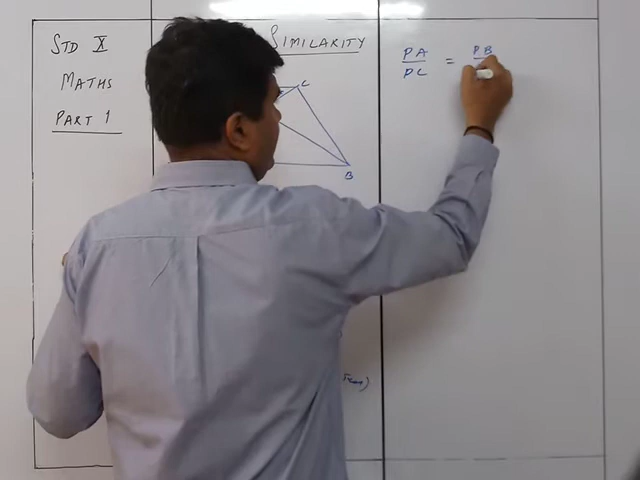 STD X
MATHS
PART 1
SIMILARITY
C
B
PA = PB
PC